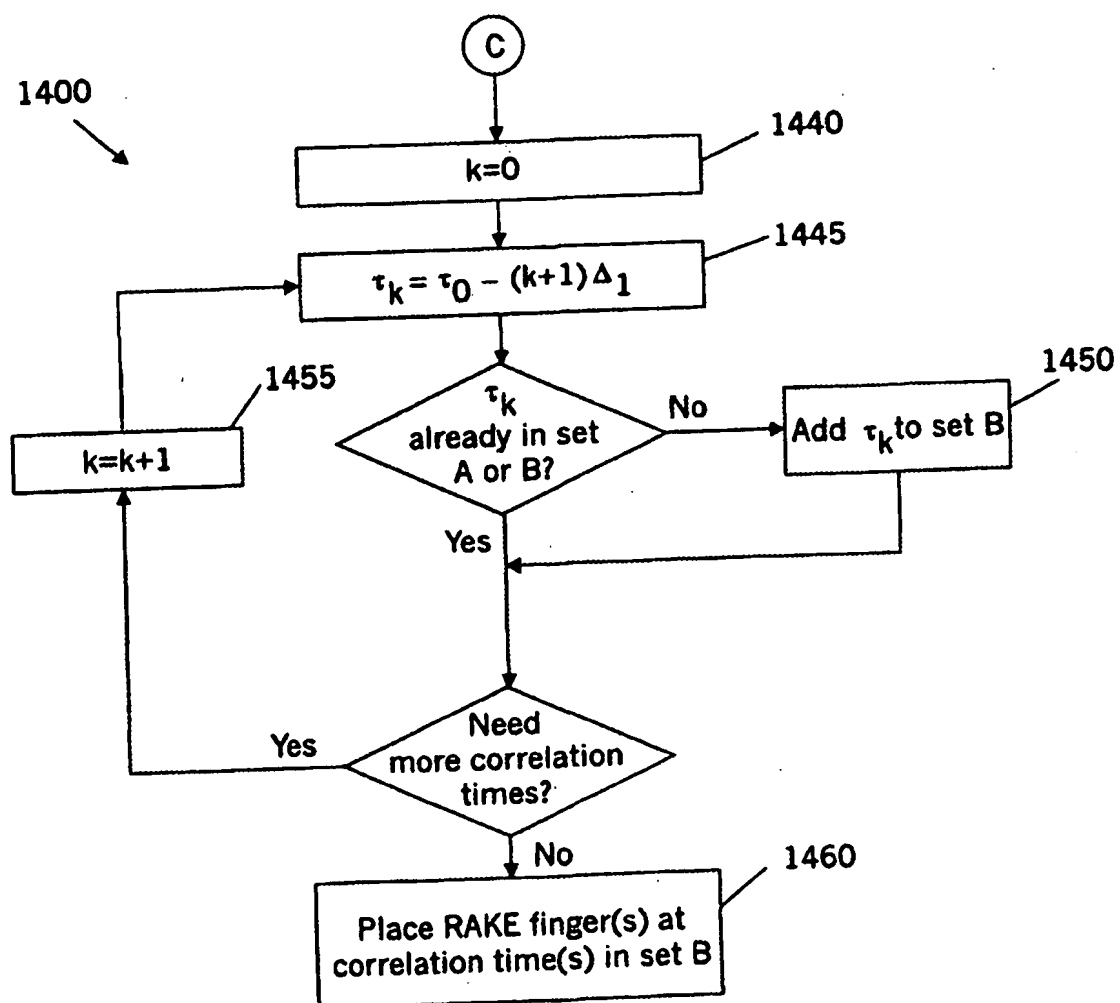 C
1400
1440
k=0
1445
τk = τ0 – (k+1) Δ1
1455
k=k+1
τk
already in set
A or B?
No
1450
Add τk to set B
Yes
Need
more correlation
times?
Yes
No
1460
Place RAKE finger(s) at
correlation time(s) in set B